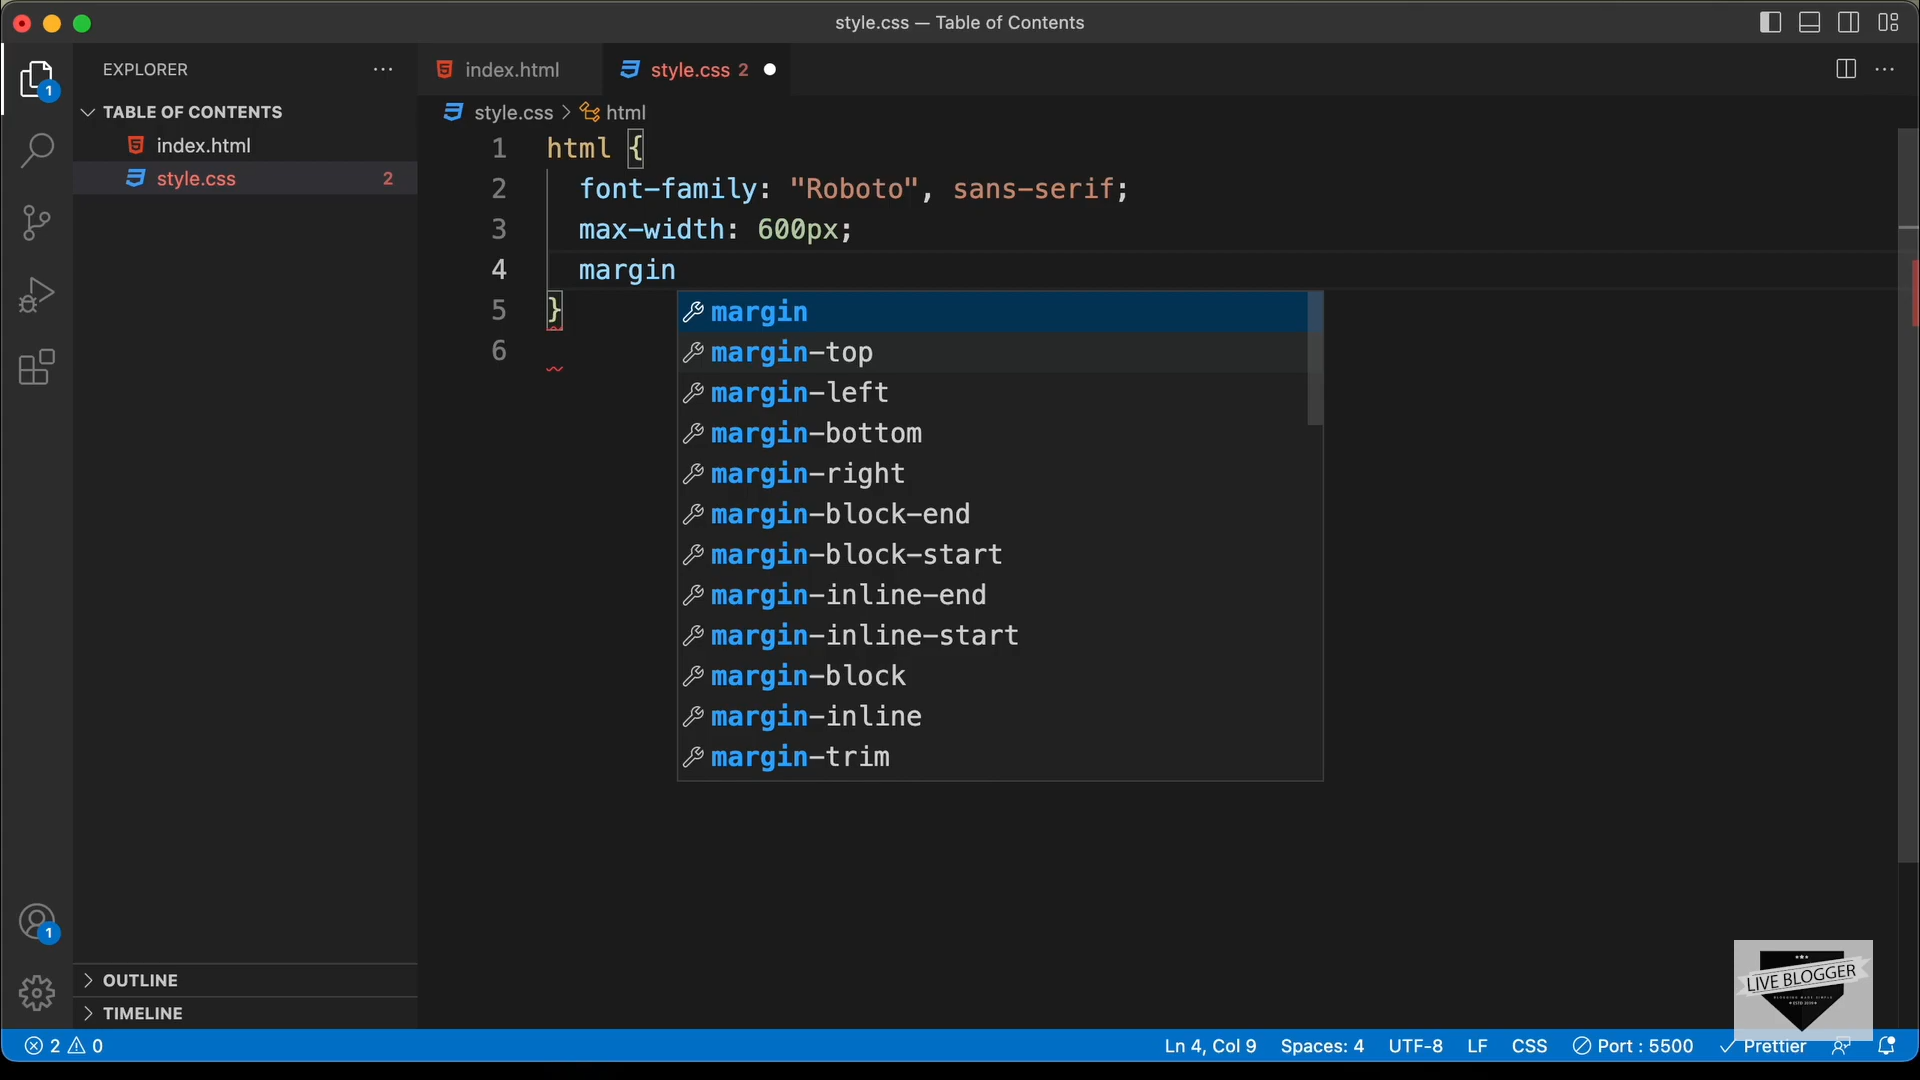 style.css — Table of Contents
EXPLORER
index.html
style.css 2
1
TABLE OF CONTENTS
index.html
style.css 2
style.css > html
1 html {
2 font-family: "Roboto", sans-serif;
3 max-width: 600px;
4 margin
5 }
6
margin
margin-top
margin-left
margin-bottom
margin-right
margin-block-end
margin-block-start
margin-inline-end
margin-inline-start
margin-block
margin-inline
margin-trim
1
OUTLINE
TIMELINE
LIVE BLOGGER
2 0
Ln 4, Col 9 Spaces: 4 UTF-8 LF CSS Port : 5500 Prettier